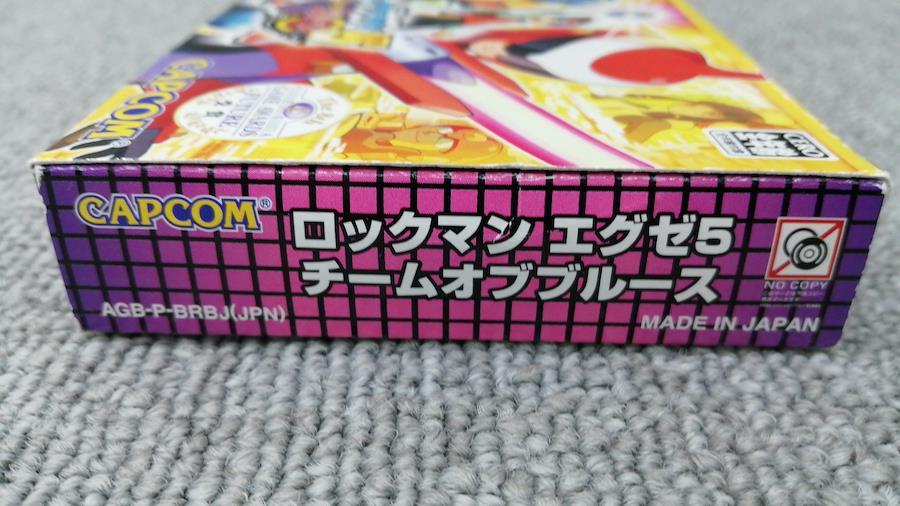 CAPCOM
CAPCOM®
ロックマン エグゼ5
チームオブブルース
NO COPY
AGB-P-BRBJ(JPN)
MADE IN JAPAN